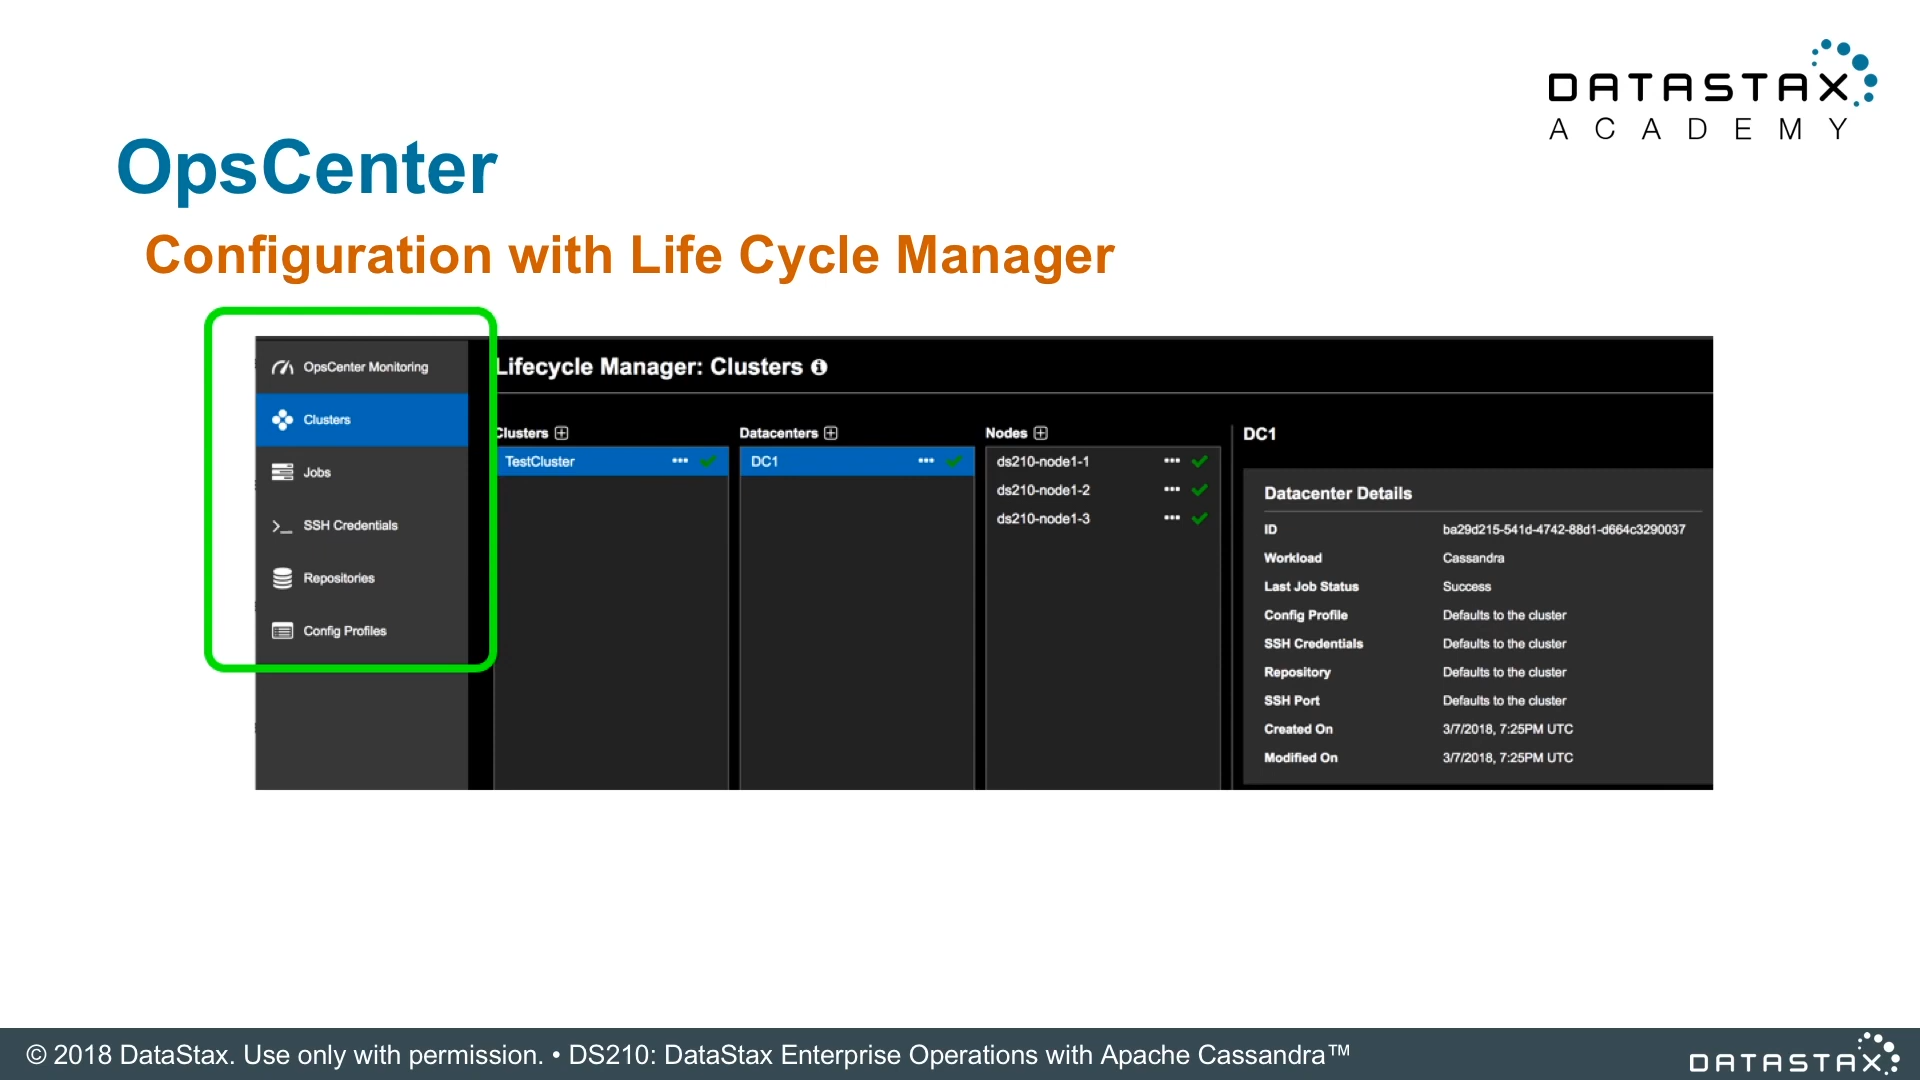 DATASTAX
ACADEMY
OpsCenter
Configuration with Life Cycle Manager
OpsCenter Monitoring
Clusters
Jobs
SSH Credentials
Repositories
Config Profiles
Lifecycle Manager: Clusters
Clusters
TestCluster
Datacenters
DC1
Nodes
ds210-node1-1
ds210-node1-2
ds210-node1-3
DC1
Datacenter Details
ID ba29d215-541d-4742-88d1-d664c3290037
Workload Cassandra
Last Job Status Success
Config Profile Defaults to the cluster
SSH Credentials Defaults to the cluster
Repository Defaults to the cluster
SSH Port Defaults to the cluster
Created On 3/7/2018, 7:25PM UTC
Modified On 3/7/2018, 7:25PM UTC
© 2018 DataStax. Use only with permission. • DS210: DataStax Enterprise Operations with Apache Cassandra™
DATASTAX